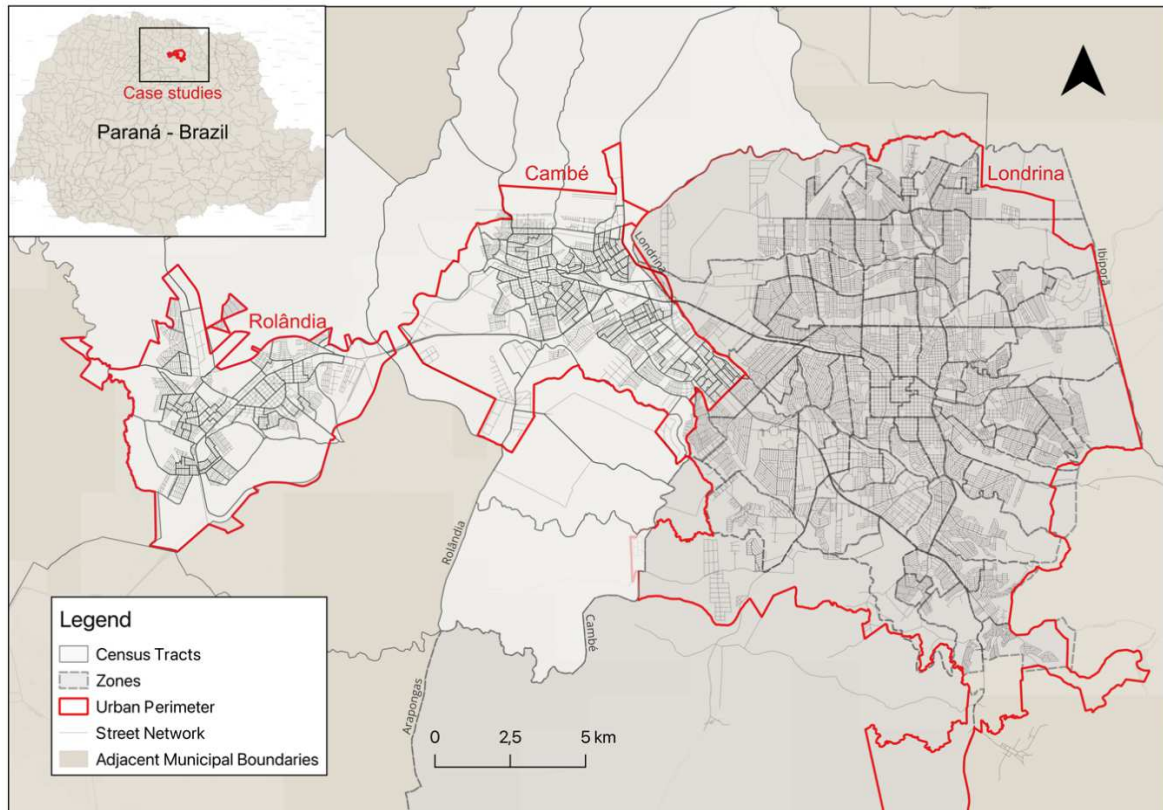 Case studies
Paraná - Brazil
Cambé
Londrina
Londrina
Ibiporã
Rolândia
Rolândia
Cambé
Arapongas
Legend
Census Tracts
Zones
Urban Perimeter
Street Network
Adjacent Municipal Boundaries
0 2,5 5 km